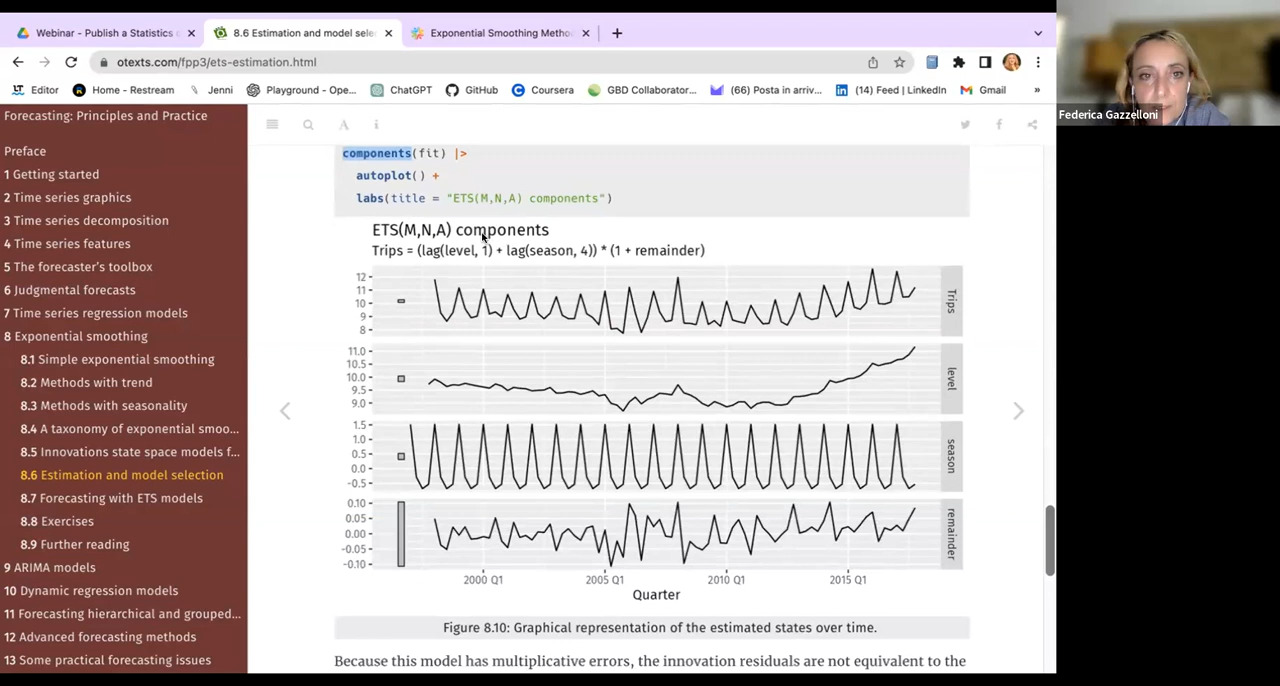 Webinar - Publish a Statistics
8.6 Estimation and model sele
Exponential Smoothing Metho
otexts.com/fpp3/ets-estimation.html
Editor
Home - Restream
Jenni
Playground - Ope...
ChatGPT
GitHub
Coursera
GBD Collaborator...
(66) Posta in arriv...
(14) Feed | LinkedIn
Gmail
»
Federica Gazzelloni
Forecasting: Principles and Practice
Preface
1 Getting started
2 Time series graphics
3 Time series decomposition
4 Time series features
5 The forecaster's toolbox
6 Judgmental forecasts
7 Time series regression models
8 Exponential smoothing
8.1 Simple exponential smoothing
8.2 Methods with trend
8.3 Methods with seasonality
8.4 A taxonomy of exponential smoo...
8.5 Innovations state space models f...
8.6 Estimation and model selection
8.7 Forecasting with ETS models
8.8 Exercises
8.9 Further reading
9 ARIMA models
10 Dynamic regression models
11 Forecasting hierarchical and grouped...
12 Advanced forecasting methods
13 Some practical forecasting issues
components(fit) |>
autoplot() +
labs(title = "ETS(M,N,A) components")
ETS(M,N,A) components
Trips = (lag(level, 1) + lag(season, 4)) * (1 + remainder)
12
11
10
9
8
Trips
11.0
10.5
10.0
9.5
9.0
level
1.5
1.0
0.5
0.0
-0.5
season
0.10
0.05
0.00
-0.05
-0.10
remainder
2000 Q1
2005 Q1
2010 Q1
2015 Q1
Quarter
Figure 8.10: Graphical representation of the estimated states over time.
Because this model has multiplicative errors, the innovation residuals are not equivalent to the